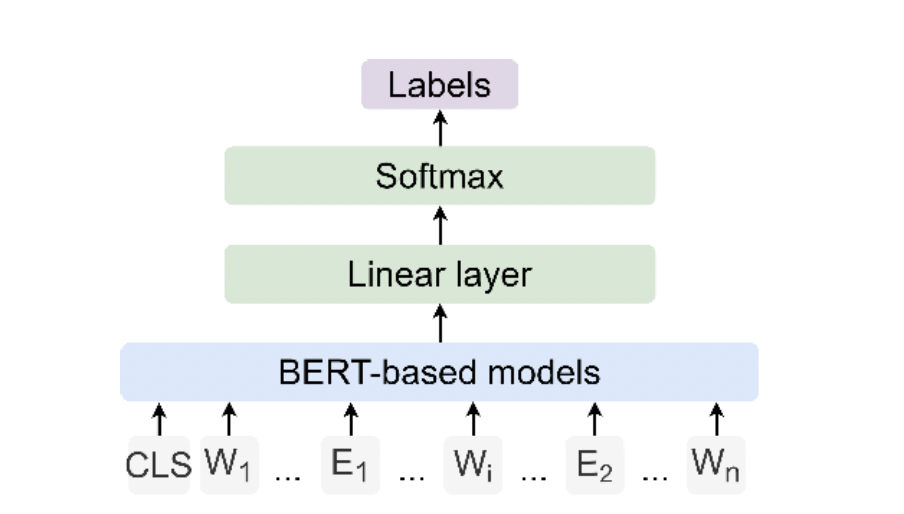 Labels
Softmax
Linear layer
BERT-based models
CLS W₁ ... E₁ ... Wᵢ ... E₂ ... Wₙ